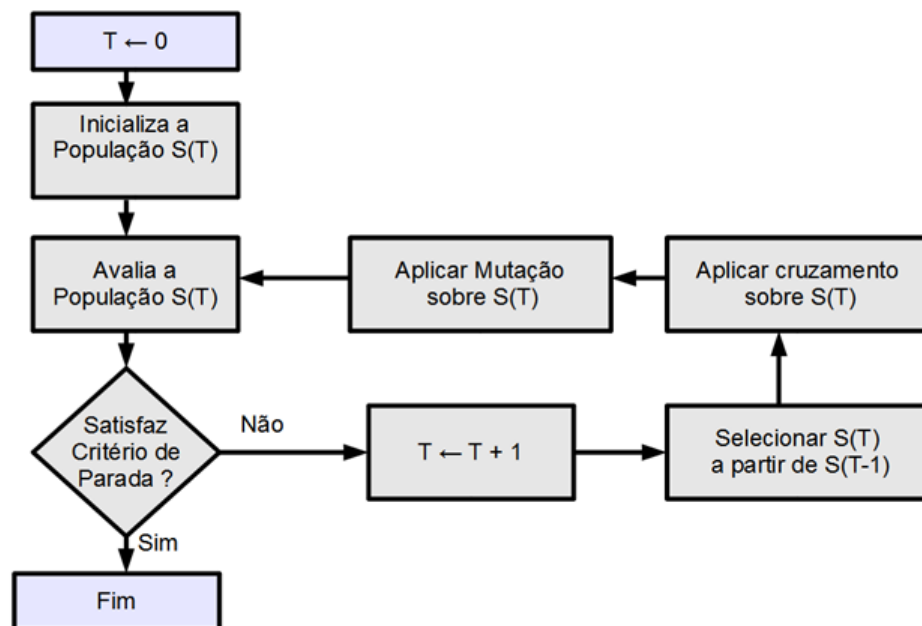 T ← 0
Inicializa a
População S(T)
Avalia a
População S(T)
Aplicar Mutação
sobre S(T)
Aplicar cruzamento
sobre S(T)
Satisfaz
Critério de
Parada ?
Não
T ← T + 1
Selecionar S(T)
a partir de S(T-1)
Sim
Fim